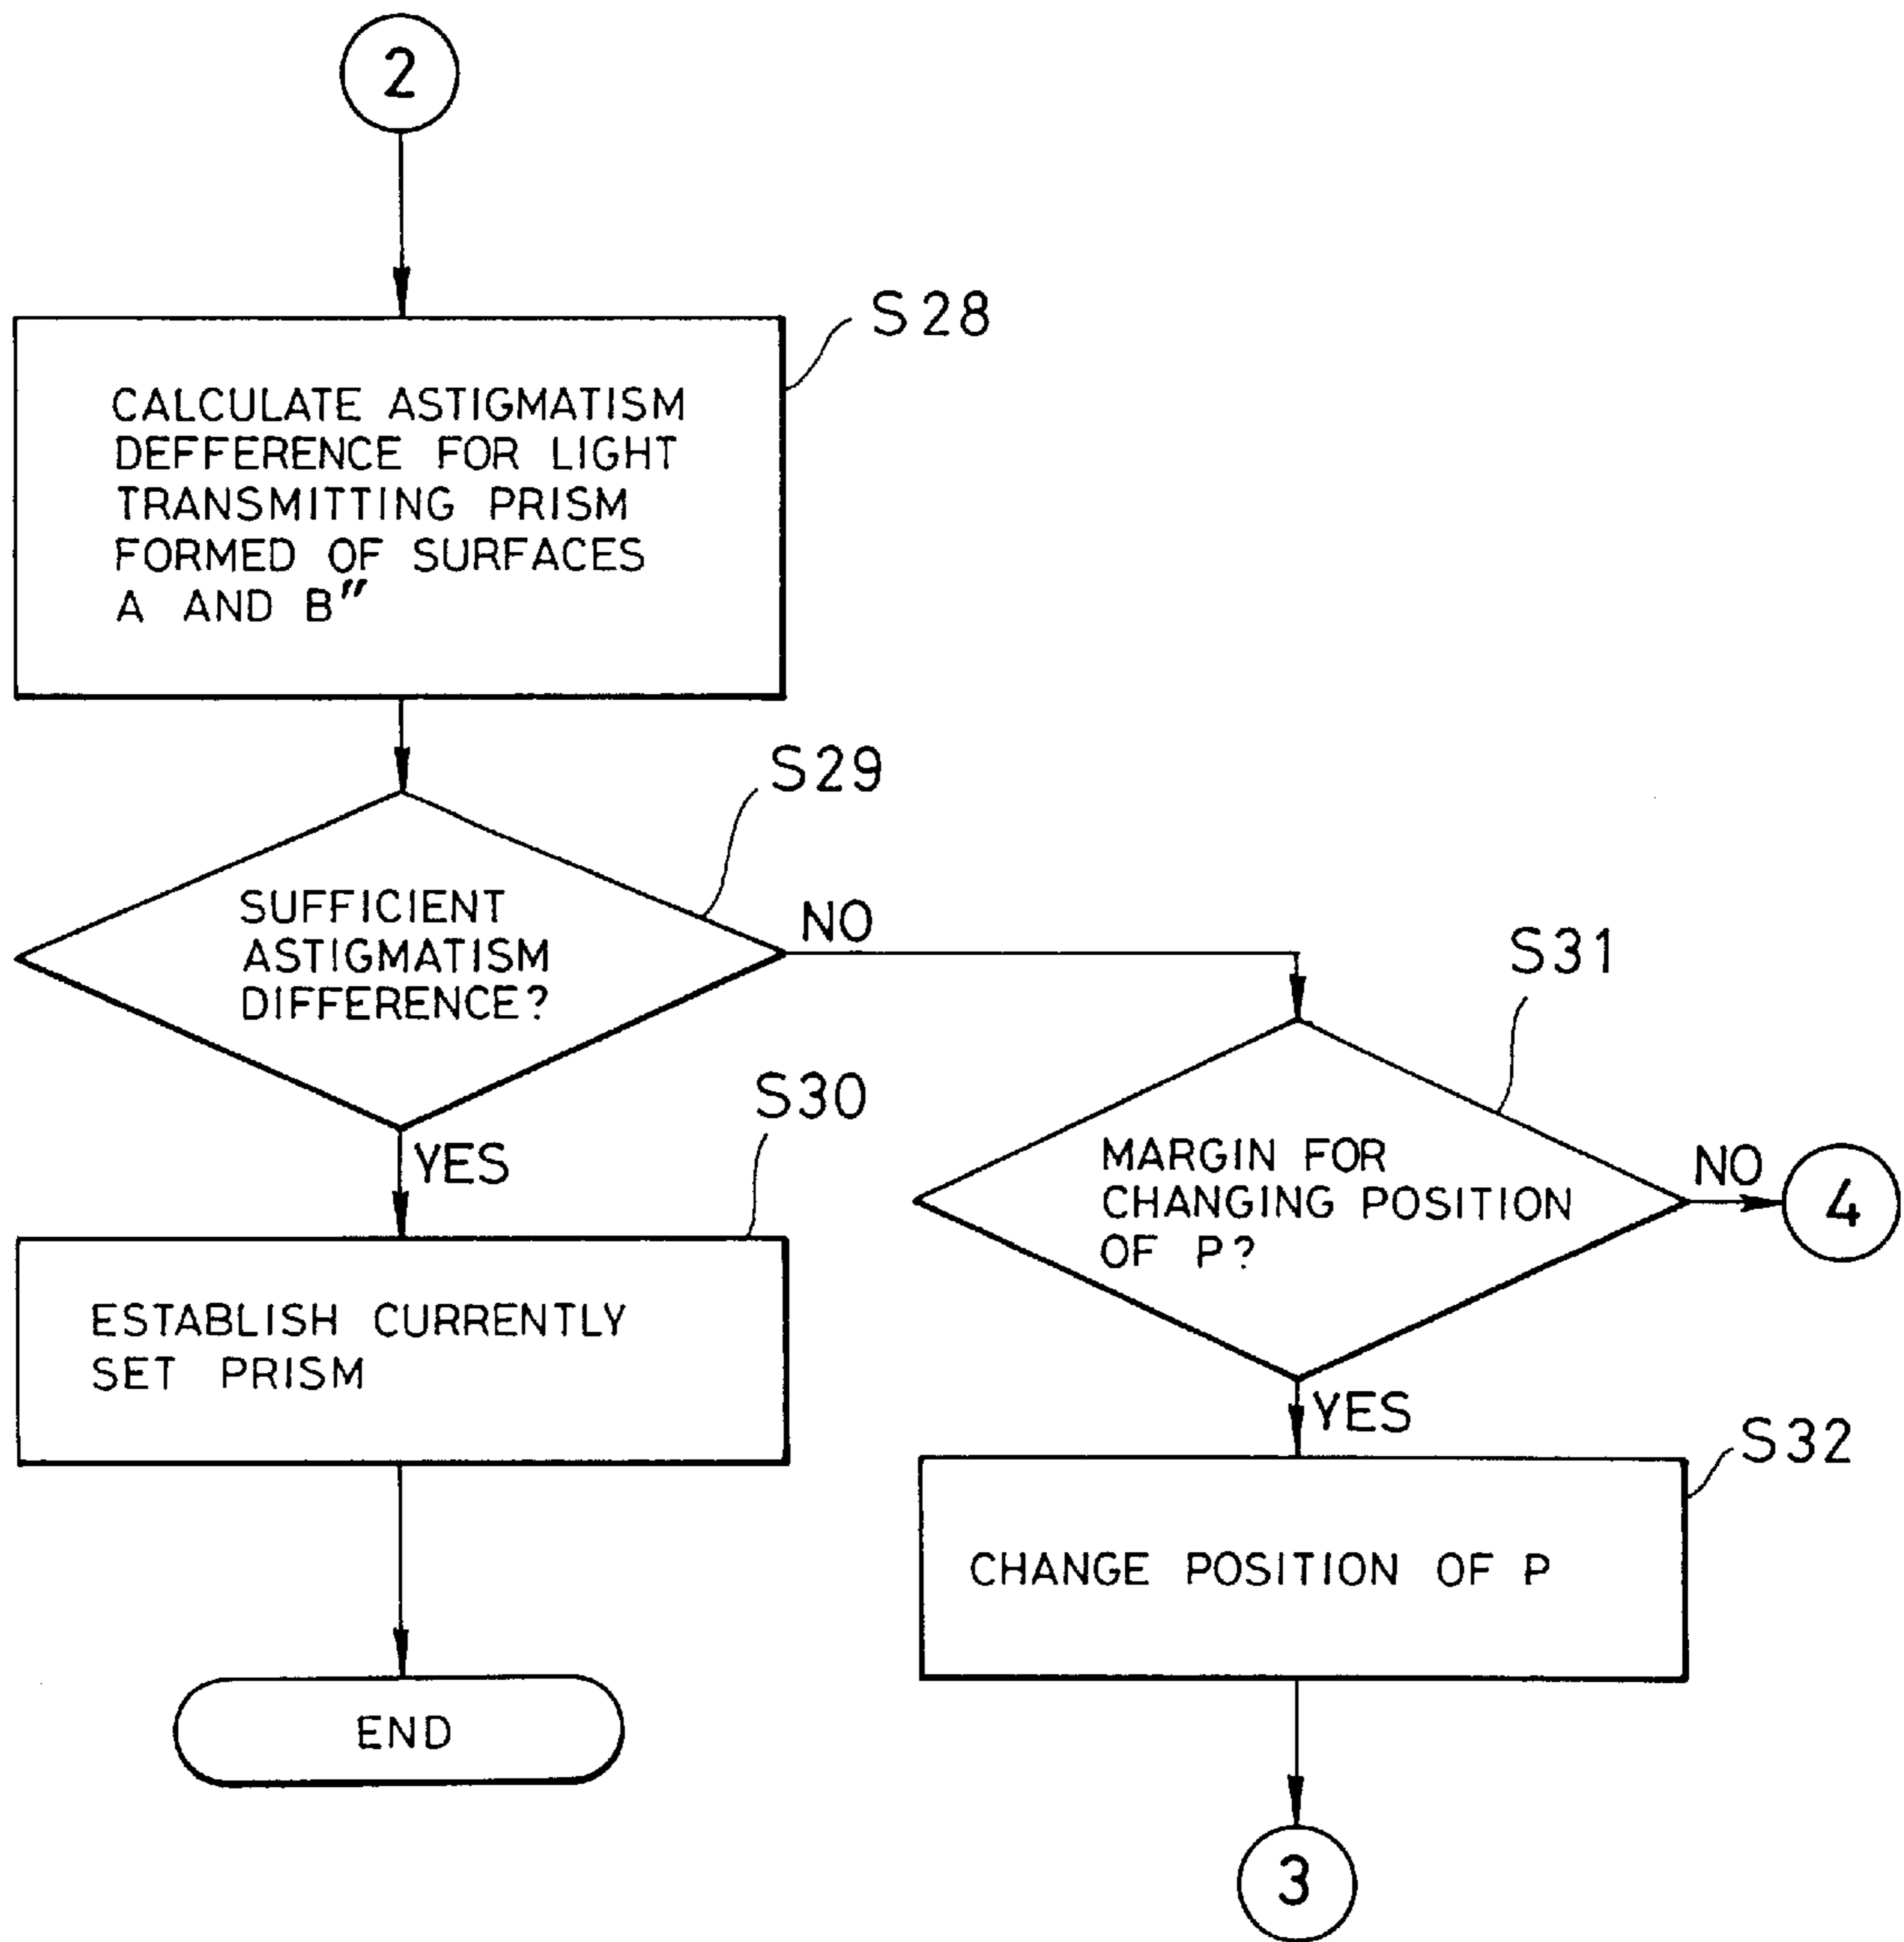 2
S28
CALCULATE ASTIGMATISM
DEFFERENCE FOR LIGHT
TRANSMITTING PRISM
FORMED OF SURFACES
A AND B"
S29
SUFFICIENT
ASTIGMATISM
DIFFERENCE?
NO
YES
S30
ESTABLISH CURRENTLY
SET PRISM
END
S31
MARGIN FOR
CHANGING POSITION
OF P?
NO
4
YES
S32
CHANGE POSITION OF P
3